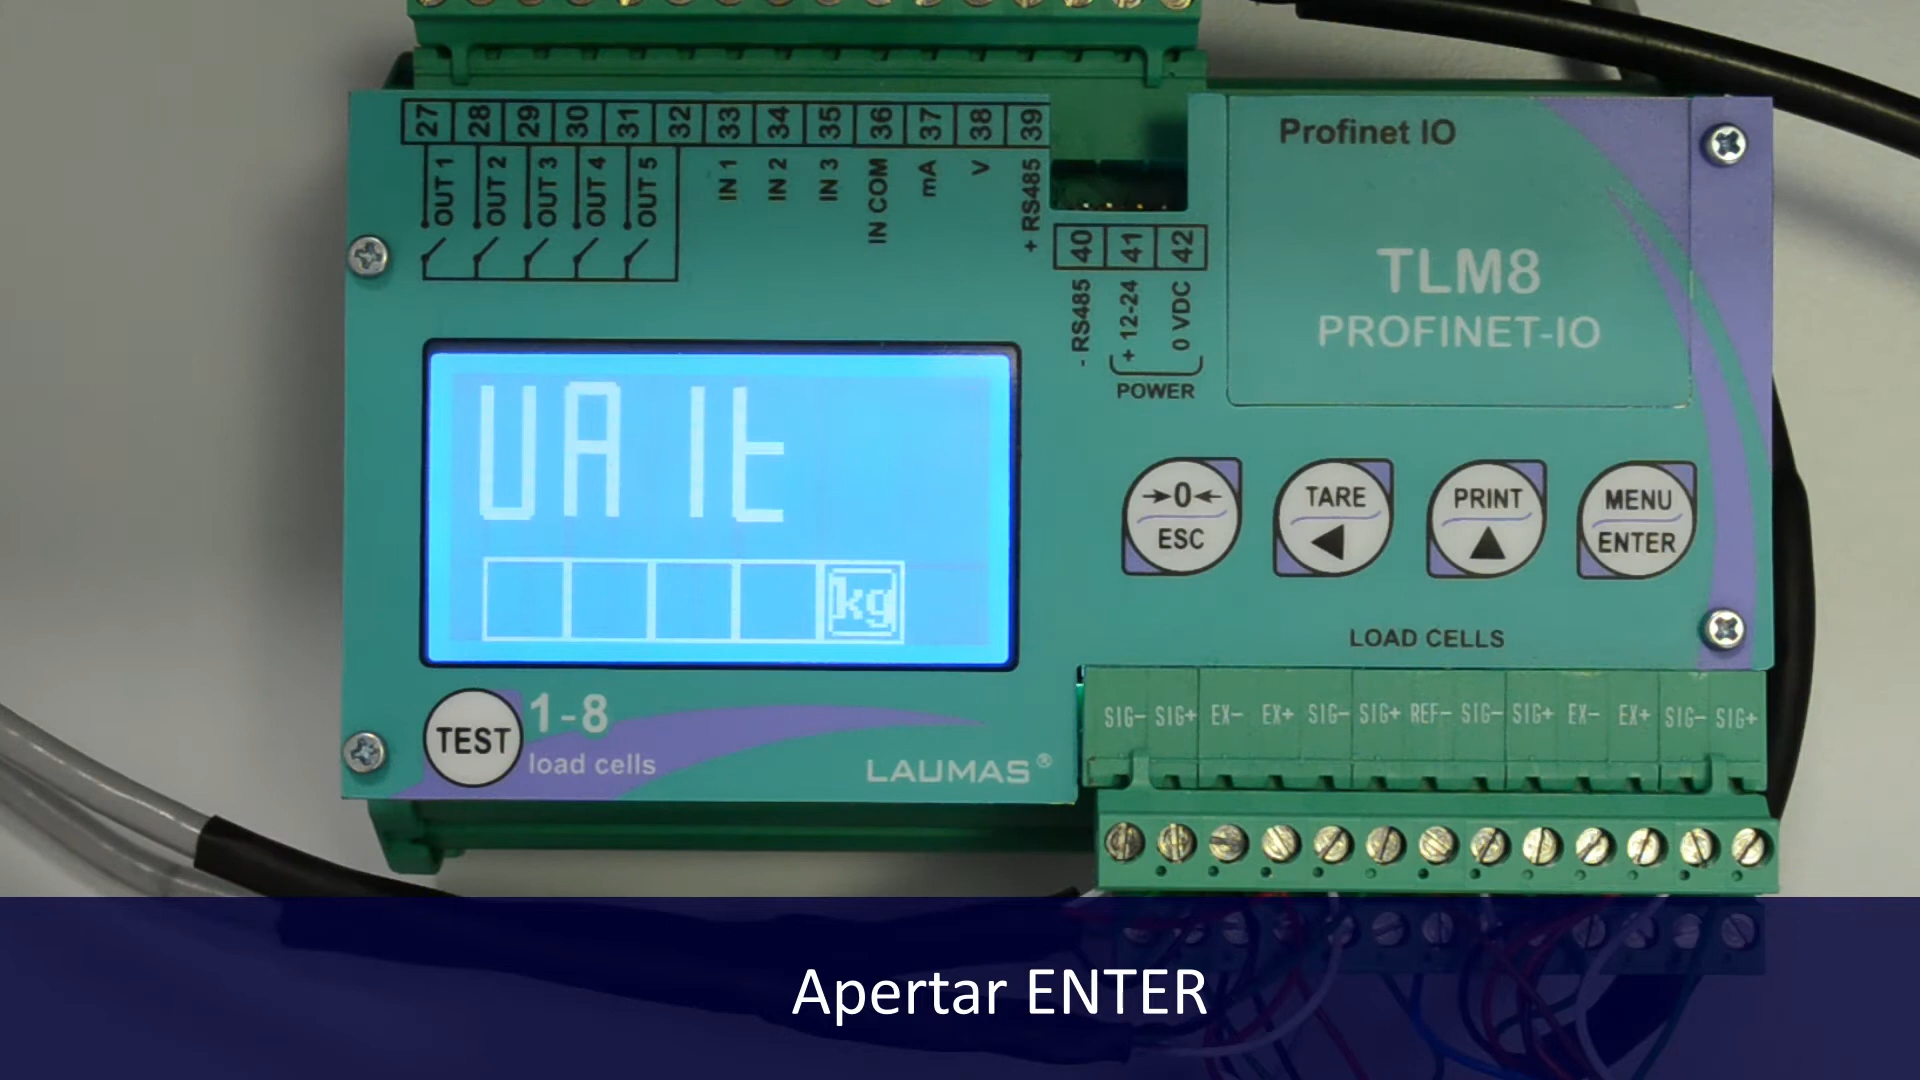 27 28 29 30 31 32 33 34 35 36 37 38 39
OUT 1 OUT 2 OUT 3 OUT 4 OUT 5 IN 1 IN 2 IN 3 IN COM mA V + RS485
Profinet IO
40 41 42
- RS485 + 12-24 0 VDC
POWER
TLM8
PROFINET-IO
UAIt
kg
→0← TARE PRINT MENU
ESC ENTER
LOAD CELLS
TEST
1-8
load cells
LAUMAS®
SIG- SIG+ EX- EX+ SIG- SIG+ REF- SIG- SIG+ EX- EX+ SIG- SIG+
Apertar ENTER